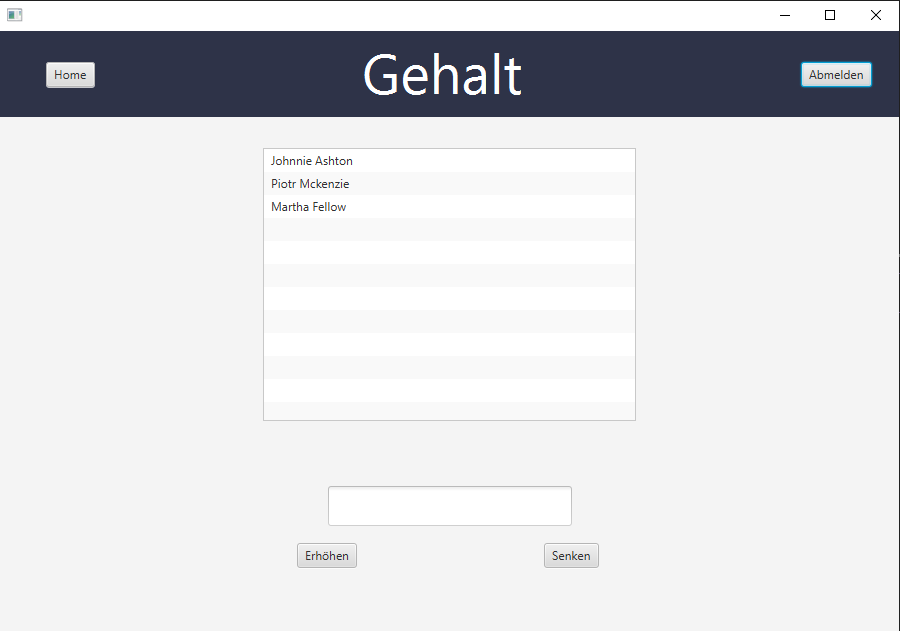 Home
Gehalt
Abmelden
Johnnie Ashton
Piotr Mckenzie
Martha Fellow
Erhöhen
Senken